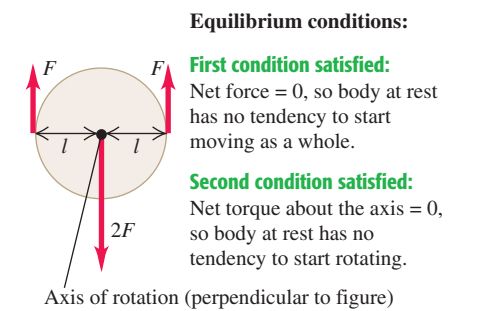 Equilibrium conditions:
F
F
First condition satisfied:
Net force = 0, so body at rest
has no tendency to start
moving as a whole.
l
l
Second condition satisfied:
Net torque about the axis = 0,
so body at rest has no
tendency to start rotating.
2F
Axis of rotation (perpendicular to figure)